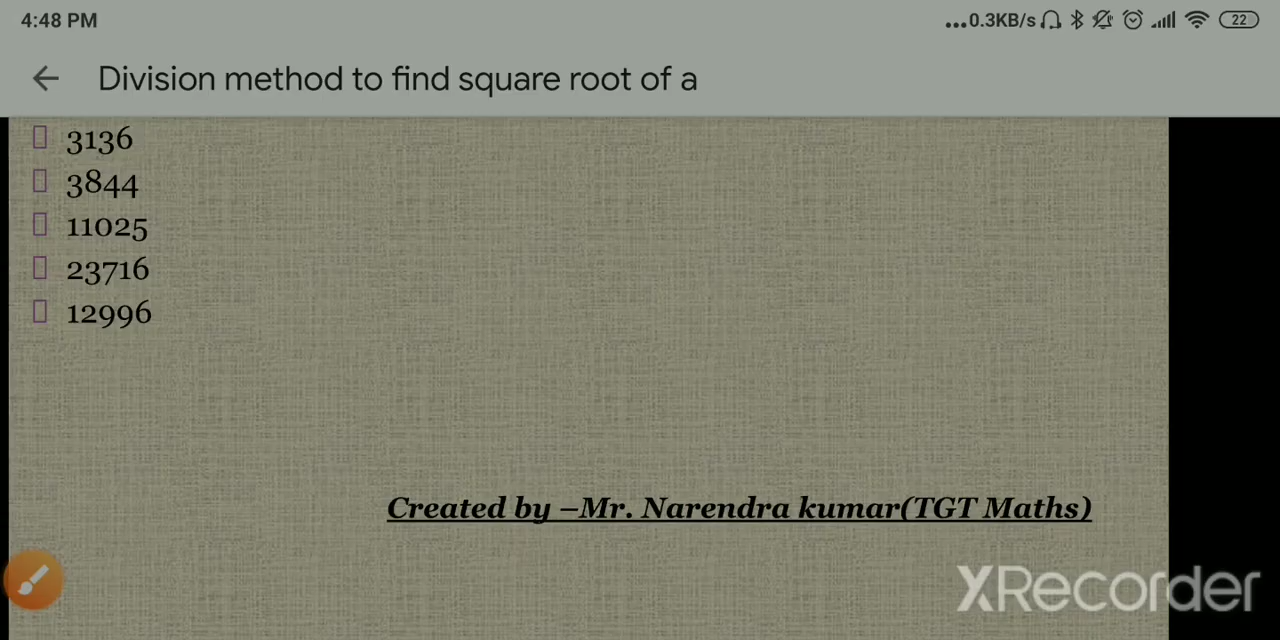 4:48 PM
...0.3KB/s
22
Division method to find square root of a
3136
3844
11025
23716
12996
Created by –Mr. Narendra kumar(TGT Maths)
XRecorder